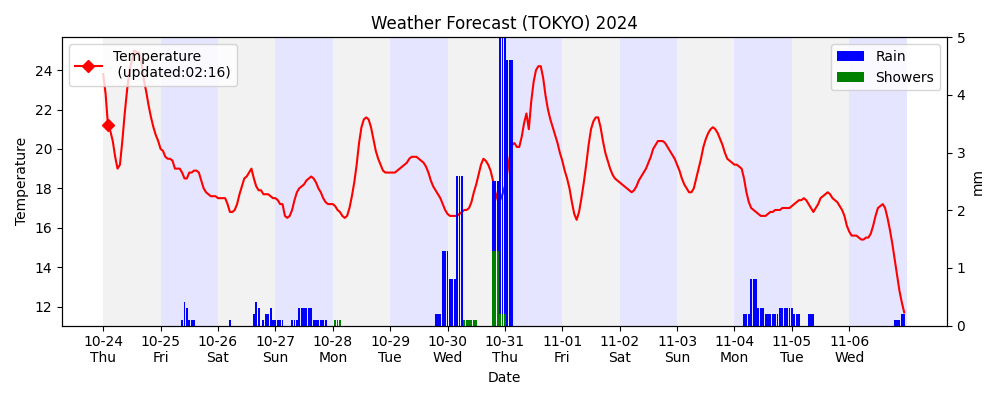 Weather Forecast (TOKYO) 2024
Temperature
(updated:02:16)
Rain
Showers
Temperature
24
22
20
18
16
14
12
5
4
3
2
1
0
mm
10-24 10-25 10-26 10-27 10-28 10-29 10-30 10-31 11-01 11-02 11-03 11-04 11-05 11-06
Thu Fri Sat Sun Mon Tue Wed Thu Fri Sat Sun Mon Tue Wed
Date